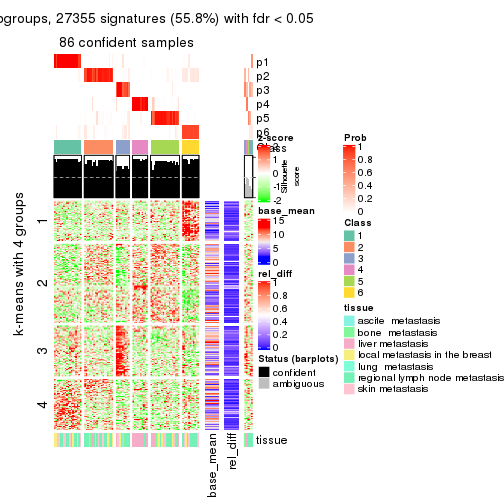 ogroups, 27355 signatures (55.8%) with fdr < 0.05
86 confident samples
p1
p2
p3
p4
p5
p6
Class
1
2
3
4
k-means with 4 groups
Silhouette
score
z-score
2
1
0
-1
-2
base_mean
15
10
5
0
rel_diff
1
0.8
0.6
0.4
0.2
0
Status (barplots)
confident
ambiguous
Prob
1
0.8
0.6
0.4
0.2
0
Class
1
2
3
4
5
6
tissue
ascite metastasis
bone metastasis
liver metastasis
local metastasis in the breast
lung metastasis
regional lymph node metastasis
skin metastasis
tissue
base_mean
rel_diff